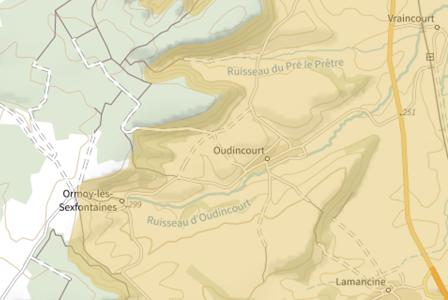 Vraincourt
Ruisseau du Pré le Prêtre
251
Oudincourt
Ormoy-lès-
Sexfontaines
299
Ruisseau d'Oudincourt
Lamancine